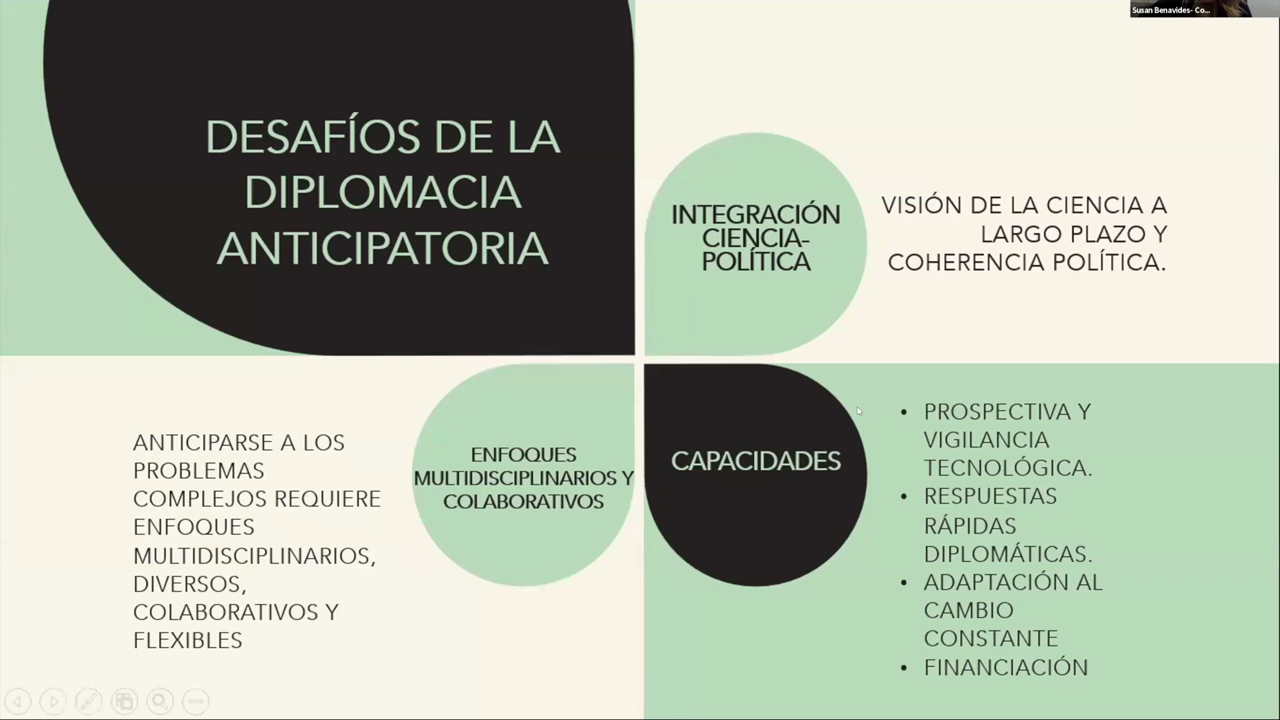 Susan Benavides- Co...
DESAFÍOS DE LA
DIPLOMACIA
ANTICIPATORIA
INTEGRACIÓN
CIENCIA-
POLÍTICA
VISIÓN DE LA CIENCIA A
LARGO PLAZO Y
COHERENCIA POLÍTICA.
ANTICIPARSE A LOS
PROBLEMAS
COMPLEJOS REQUIERE
ENFOQUES
MULTIDISCIPLINARIOS,
DIVERSOS,
COLABORATIVOS Y
FLEXIBLES
ENFOQUES
MULTIDISCIPLINARIOS Y
COLABORATIVOS
CAPACIDADES
• PROSPECTIVA Y
VIGILANCIA
TECNOLÓGICA.
• RESPUESTAS
RÁPIDAS
DIPLOMÁTICAS.
• ADAPTACIÓN AL
CAMBIO
CONSTANTE
• FINANCIACIÓN